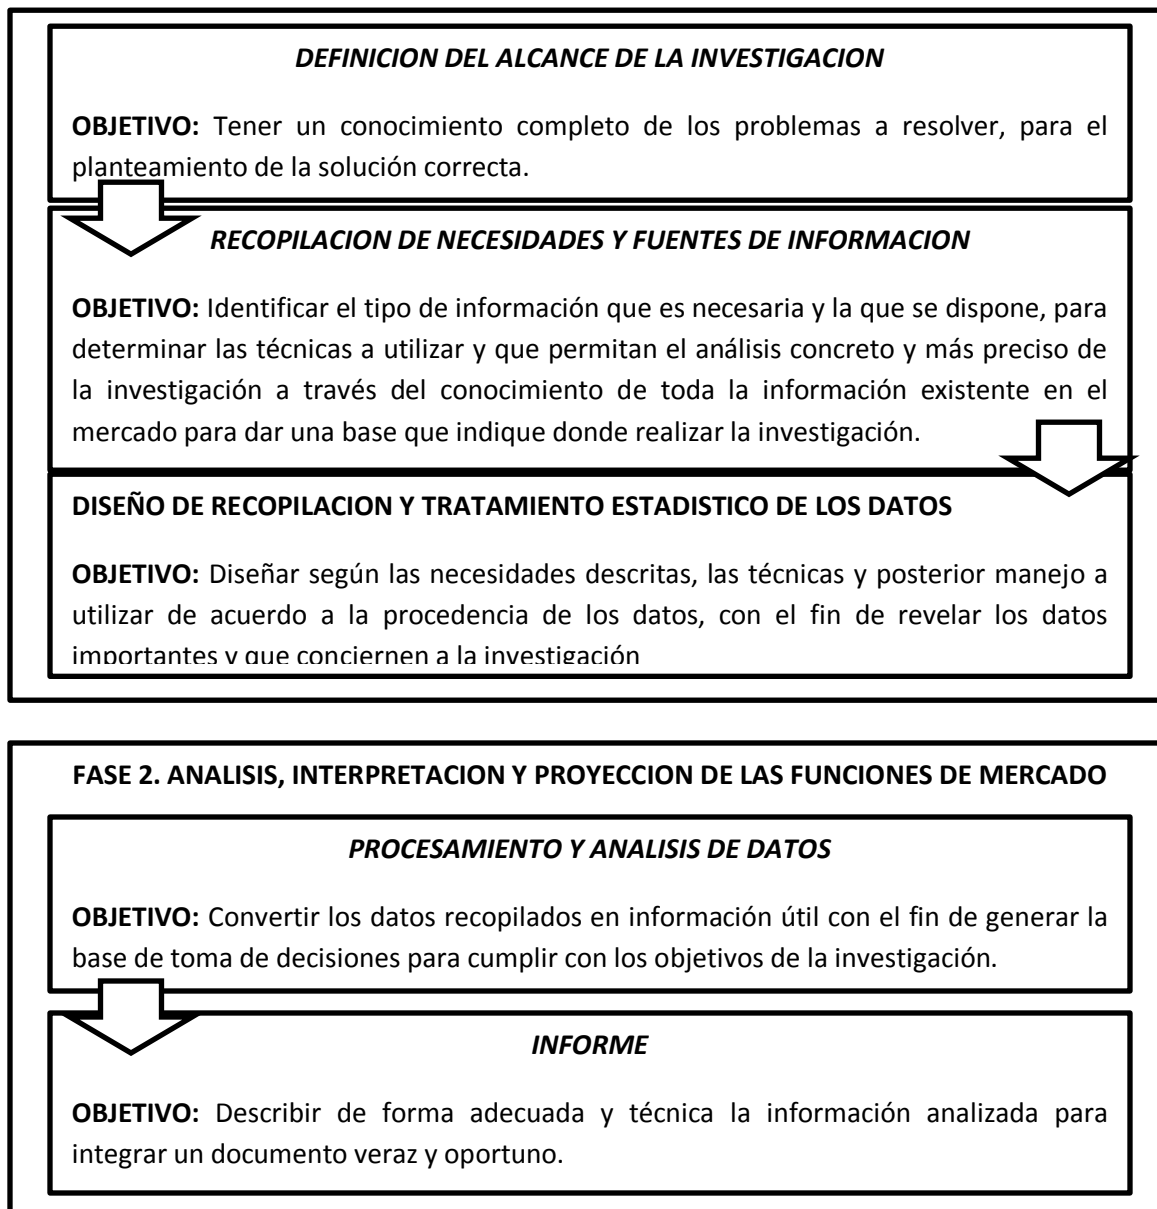 DEFINICION DEL ALCANCE DE LA INVESTIGACION
OBJETIVO: Tener un conocimiento completo de los problemas a resolver, para el
planteamiento de la solución correcta.
RECOPILACION DE NECESIDADES Y FUENTES DE INFORMACION
OBJETIVO: Identificar el tipo de información que es necesaria y la que se dispone, para
determinar las técnicas a utilizar y que permitan el análisis concreto y más preciso de
la investigación a través del conocimiento de toda la información existente en el
mercado para dar una base que indique donde realizar la investigación.
DISEÑO DE RECOPILACION Y TRATAMIENTO ESTADISTICO DE LOS DATOS
OBJETIVO: Diseñar según las necesidades descritas, las técnicas y posterior manejo a
utilizar de acuerdo a la procedencia de los datos, con el fin de revelar los datos
importantes y que conciernen a la investigación
FASE 2. ANALISIS, INTERPRETACION Y PROYECCION DE LAS FUNCIONES DE MERCADO
PROCESAMIENTO Y ANALISIS DE DATOS
OBJETIVO: Convertir los datos recopilados en información útil con el fin de generar la
base de toma de decisiones para cumplir con los objetivos de la investigación.
INFORME
OBJETIVO: Describir de forma adecuada y técnica la información analizada para
integrar un documento veraz y oportuno.